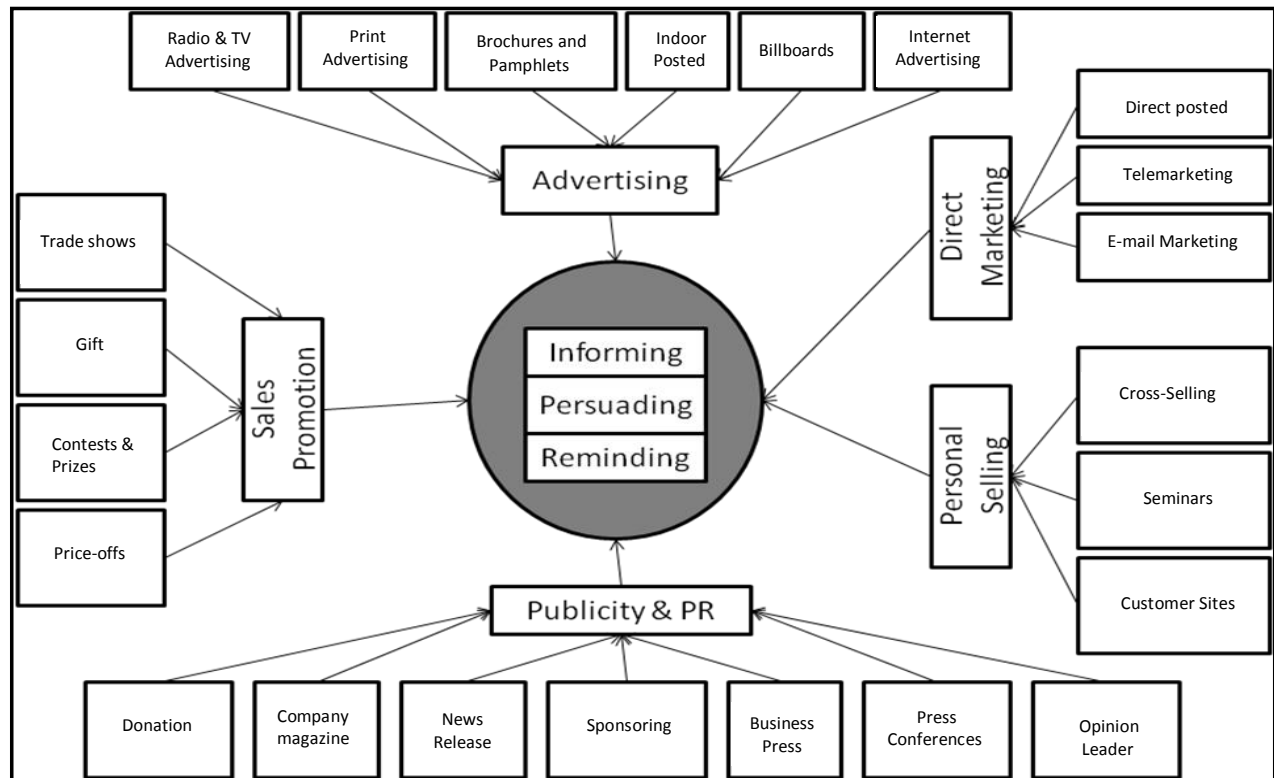 Radio & TV
Advertising
Print
Advertising
Brochures and
Pamphlets
Indoor
Posted
Billboards
Internet
Advertising
Advertising
Direct
Marketing
Direct posted
Telemarketing
E-mail Marketing
Trade shows
Gift
Contests &
Prizes
Price-offs
Sales
Promotion
Informing
Persuading
Reminding
Personal
Selling
Cross-Selling
Seminars
Customer Sites
Publicity & PR
Donation
Company
magazine
News
Release
Sponsoring
Business
Press
Press
Conferences
Opinion
Leader